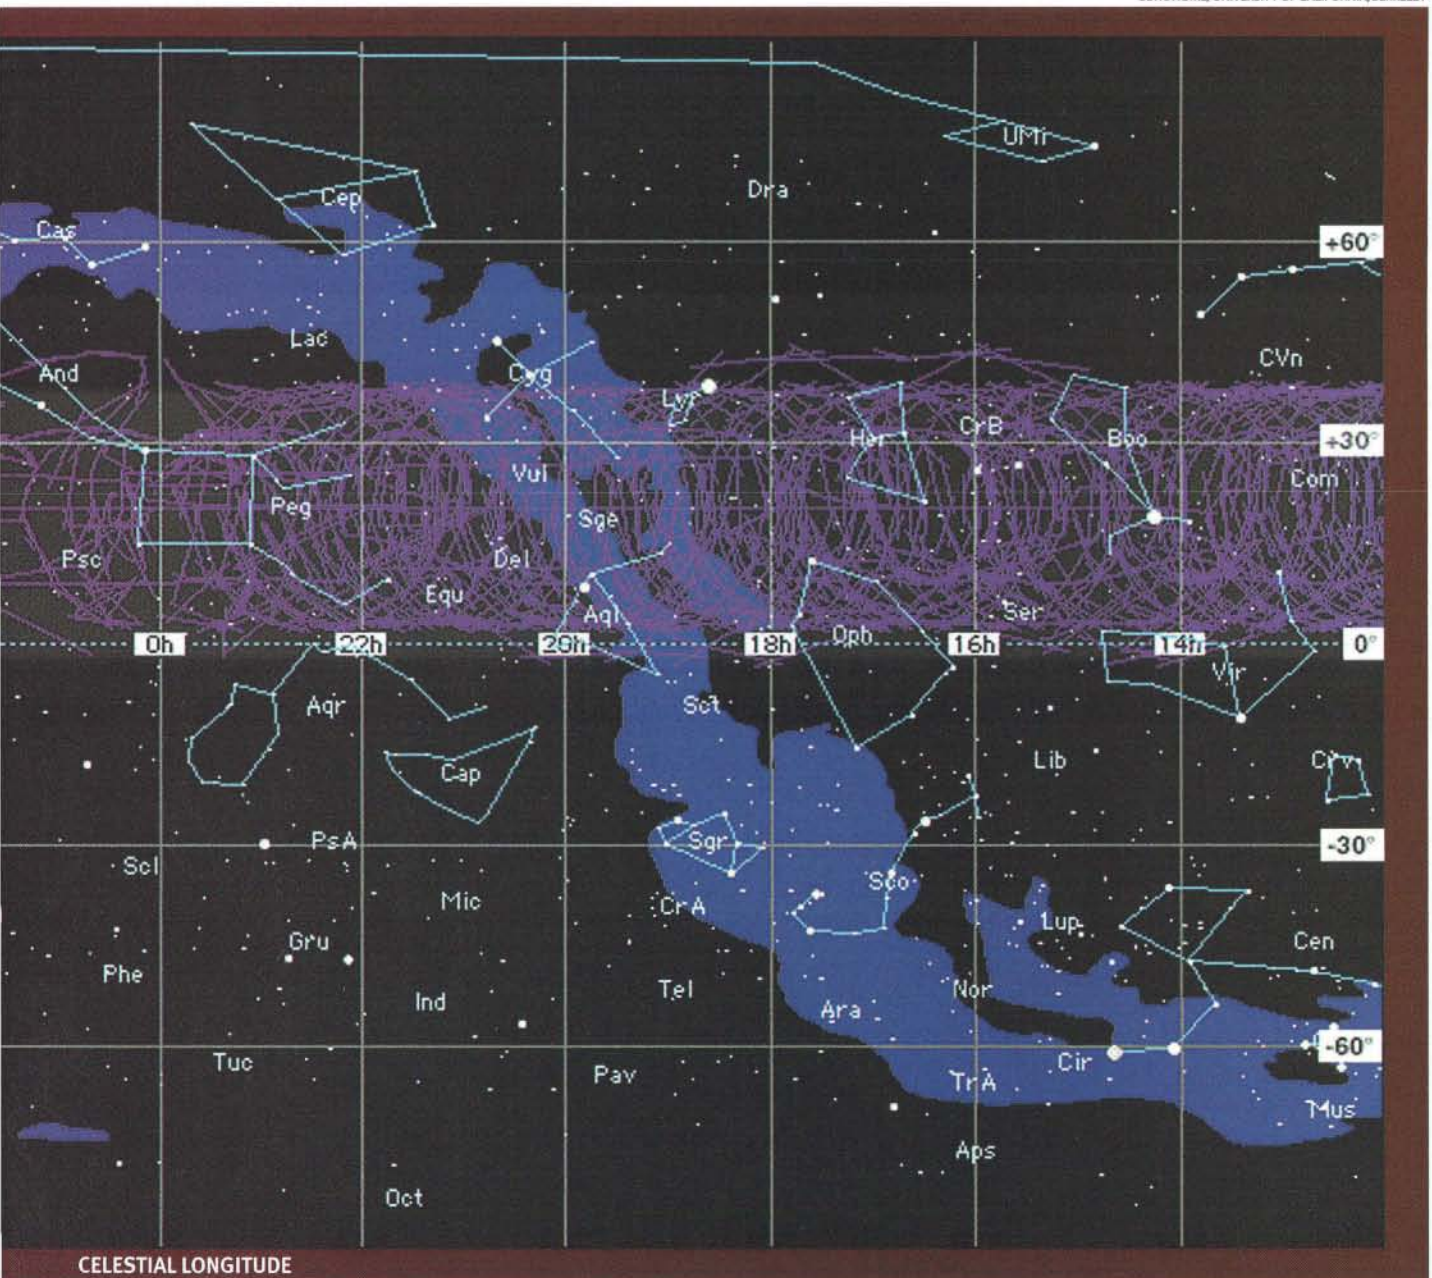 UMi
Cep
Dra
Cas
+60°
Lac
CVn
And
Cyg
Lyr
Her
CrB
Boo
+30°
Vul
Com
Peg
Sge
Psc
Del
Equ
Aql
Ser
Oph
0h
22h
20h
18h
16h
14h
0°
Vir
Aqr
Sct
Cap
Lib
Crv
PsA
Sgr
-30°
Scl
Sco
Mic
CrA
Lup
Gru
Cen
Phe
Tel
Nor
Ind
Ara
-60°
Tuc
Pav
Cir
TrA
Mus
Aps
Oct
CELESTIAL LONGITUDE